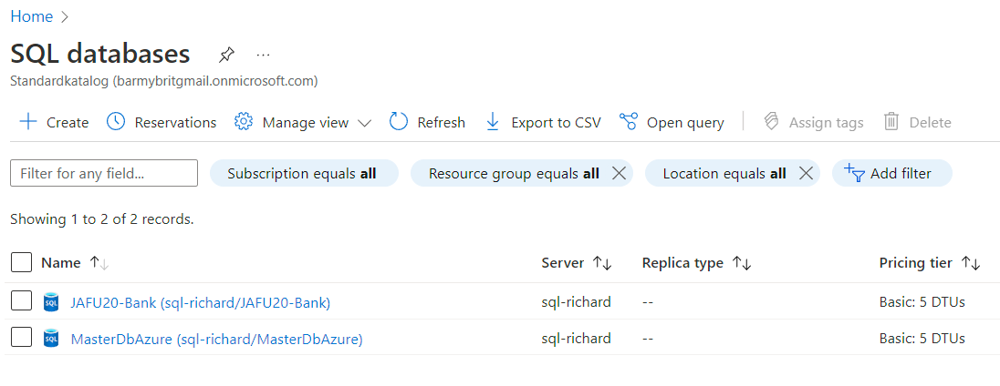 Home
SQL databases
Standardkatalog (barmybritgmail.onmicrosoft.com)
Create Reservations Manage view Refresh Export to CSV Open query Assign tags Delete
Filter for any field... Subscription equals all Resource group equals all Location equals all Add filter
Showing 1 to 2 of 2 records.
Name Server Replica type Pricing tier
SQL JAFU20-Bank (sql-richard/JAFU20-Bank) sql-richard -- Basic: 5 DTUs
SQL MasterDbAzure (sql-richard/MasterDbAzure) sql-richard -- Basic: 5 DTUs